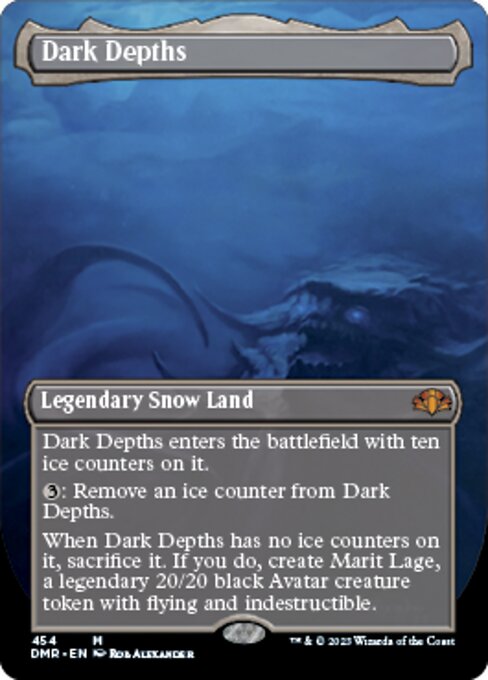 Dark Depths
Legendary Snow Land
Dark Depths enters the battlefield with ten
ice counters on it.
3: Remove an ice counter from Dark
Depths.
When Dark Depths has no ice counters on
it, sacrifice it. If you do, create Marit Lage,
a legendary 20/20 black Avatar creature
token with flying and indestructible.
454 M
DMR • EN Rob Alexander
™ & © 2023 Wizards of the Coast